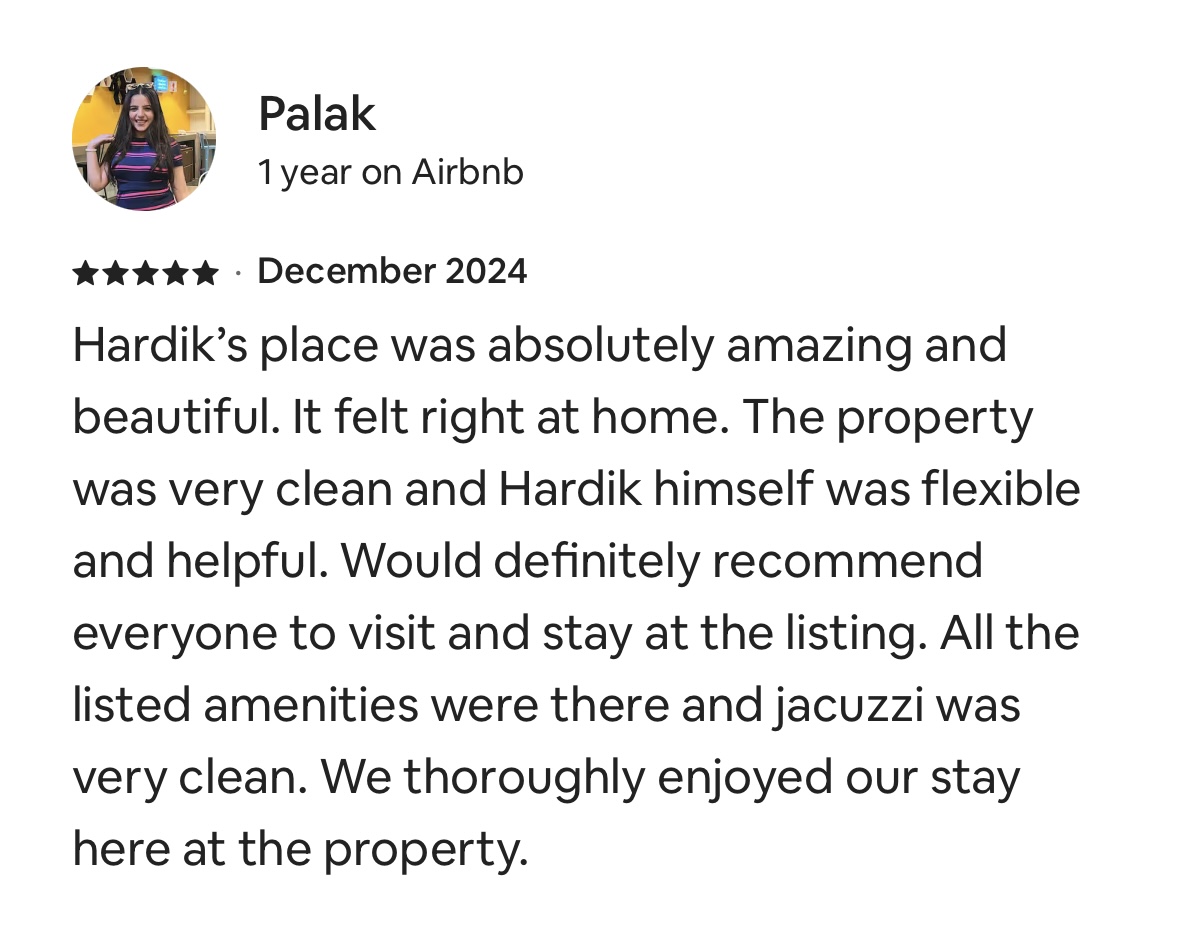 Palak
1 year on Airbnb
★★★★★ · December 2024
Hardik’s place was absolutely amazing and
beautiful. It felt right at home. The property
was very clean and Hardik himself was flexible
and helpful. Would definitely recommend
everyone to visit and stay at the listing. All the
listed amenities were there and jacuzzi was
very clean. We thoroughly enjoyed our stay
here at the property.